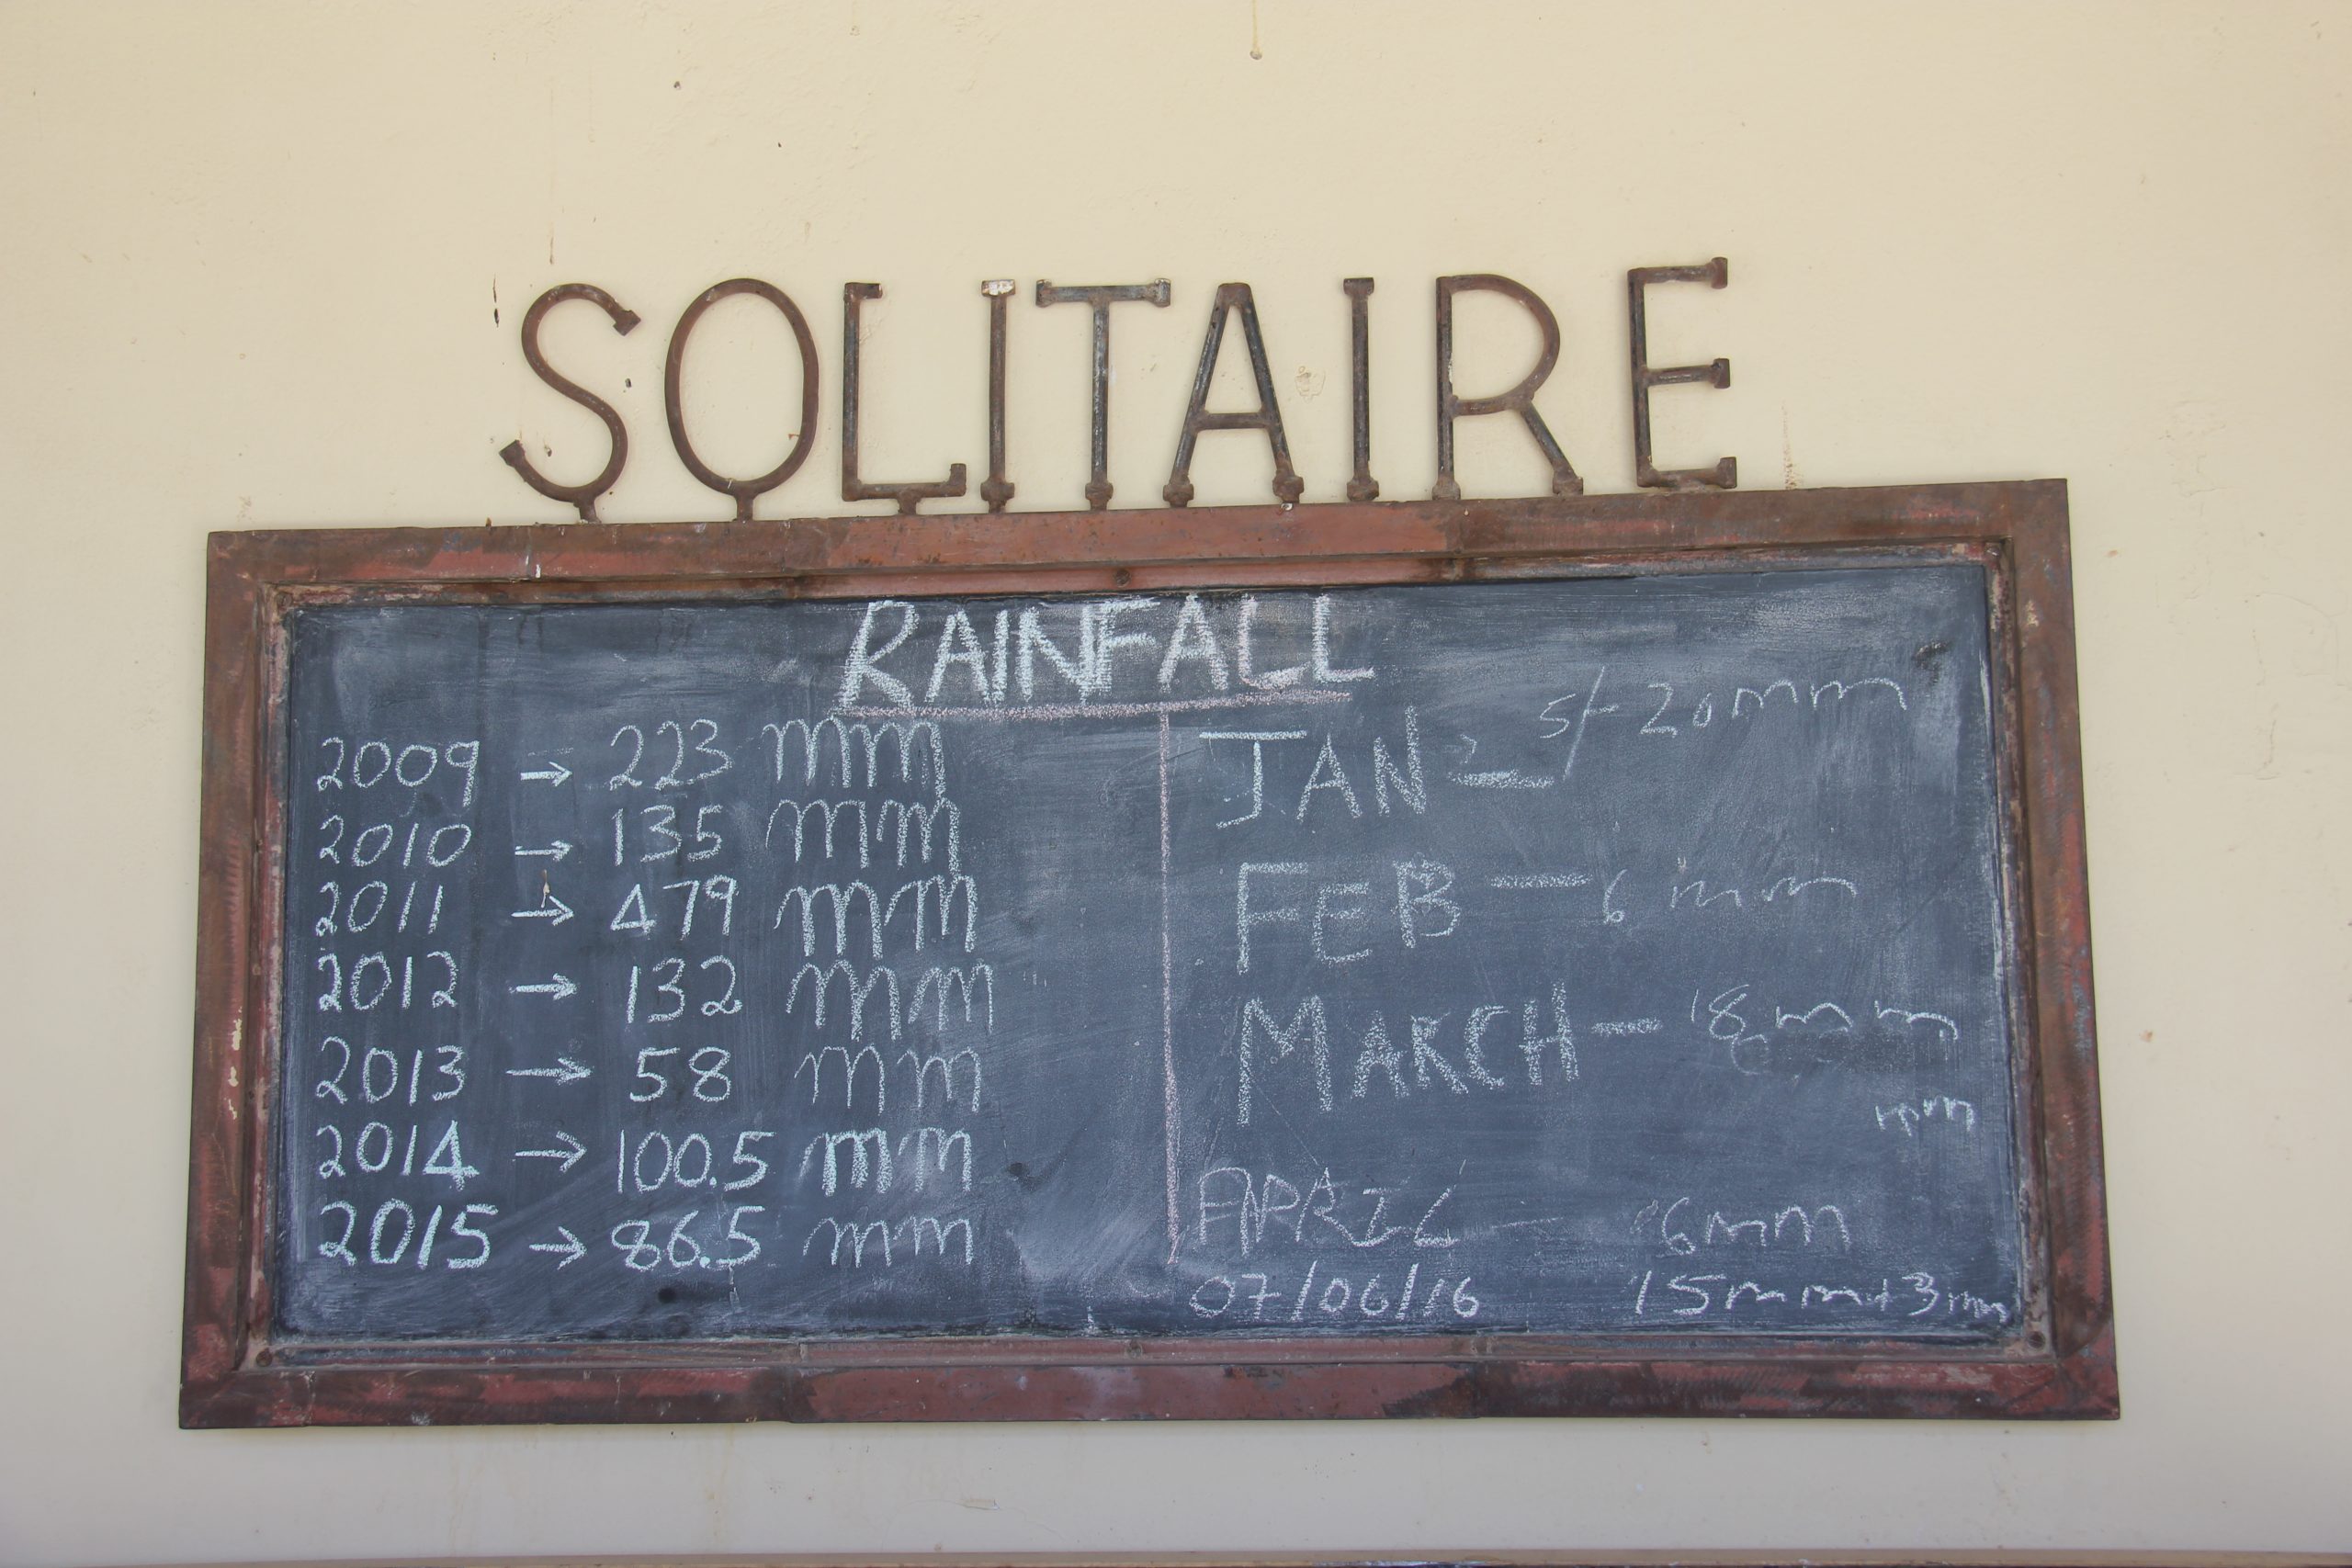 SOLITAIRE
RAINFALL
2009 → 223 mm
2010 → 135 mm
2011 → 479 mm
2012 → 132 mm
2013 → 58 mm
2014 → 100.5 mm
2015 → 86.5 mm
JAN 20mm
FEB — 6 mm
MARCH — 18mm
mm
APRIL — 6mm
07/06/16 15mm+3mm